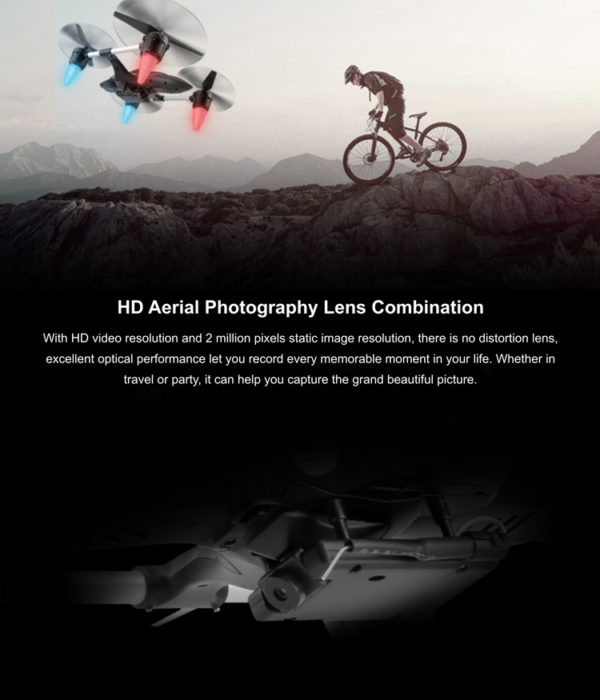 HD Aerial Photography Lens Combination
With HD video resolution and 2 million pixels static image resolution, there is no distortion lens,
excellent optical performance let you record every memorable moment in your life. Whether in
travel or party, it can help you capture the grand beautiful picture.